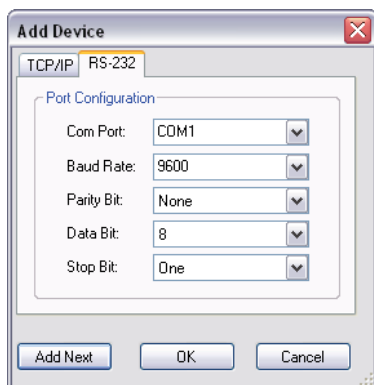 Add Device
TCP/IP RS-232
Port Configuration
Com Port: COM1
Baud Rate: 9600
Parity Bit: None
Data Bit: 8
Stop Bit: One
Add Next OK Cancel